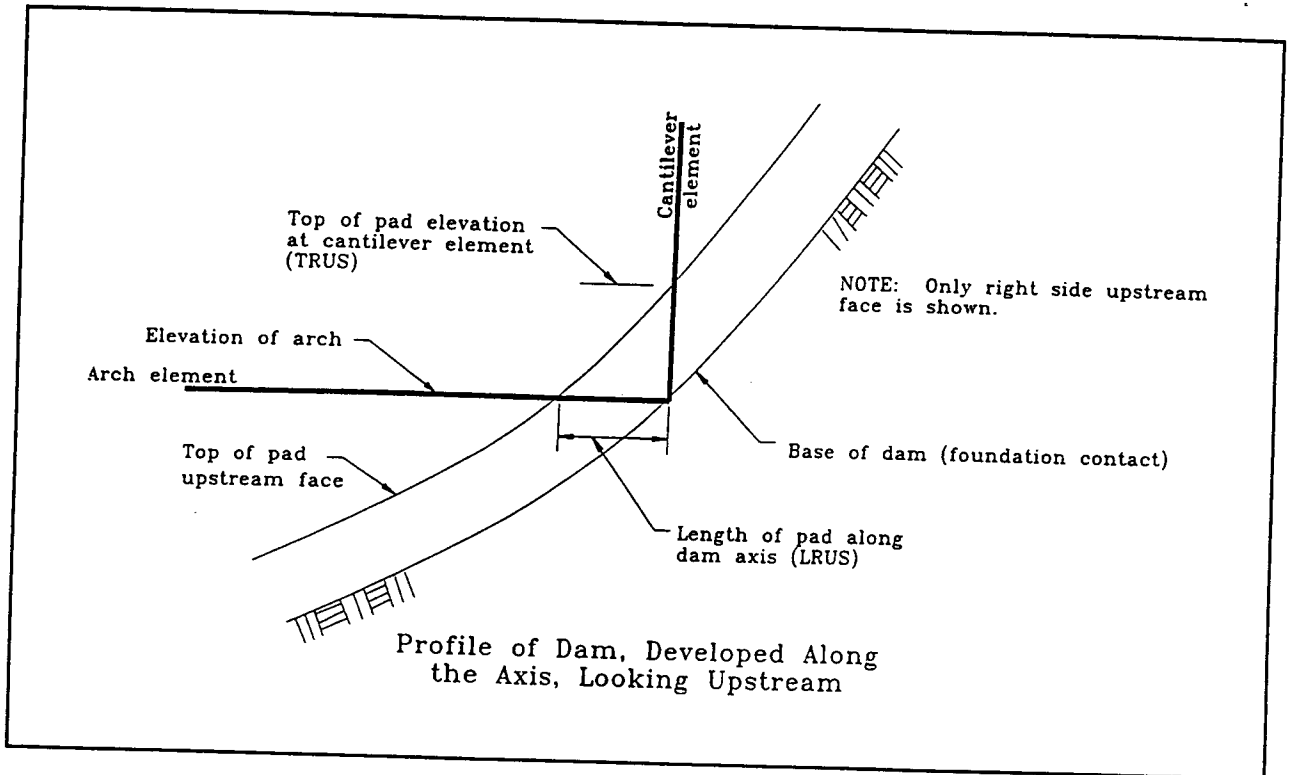 Cantilever
element
Top of pad elevation
at cantilever element
(TRUS)
NOTE: Only right side upstream
face is shown.
Elevation of arch
Arch element
Top of pad
upstream face
Base of dam (foundation contact)
Length of pad along
dam axis (LRUS)
Profile of Dam, Developed Along
the Axis, Looking Upstream